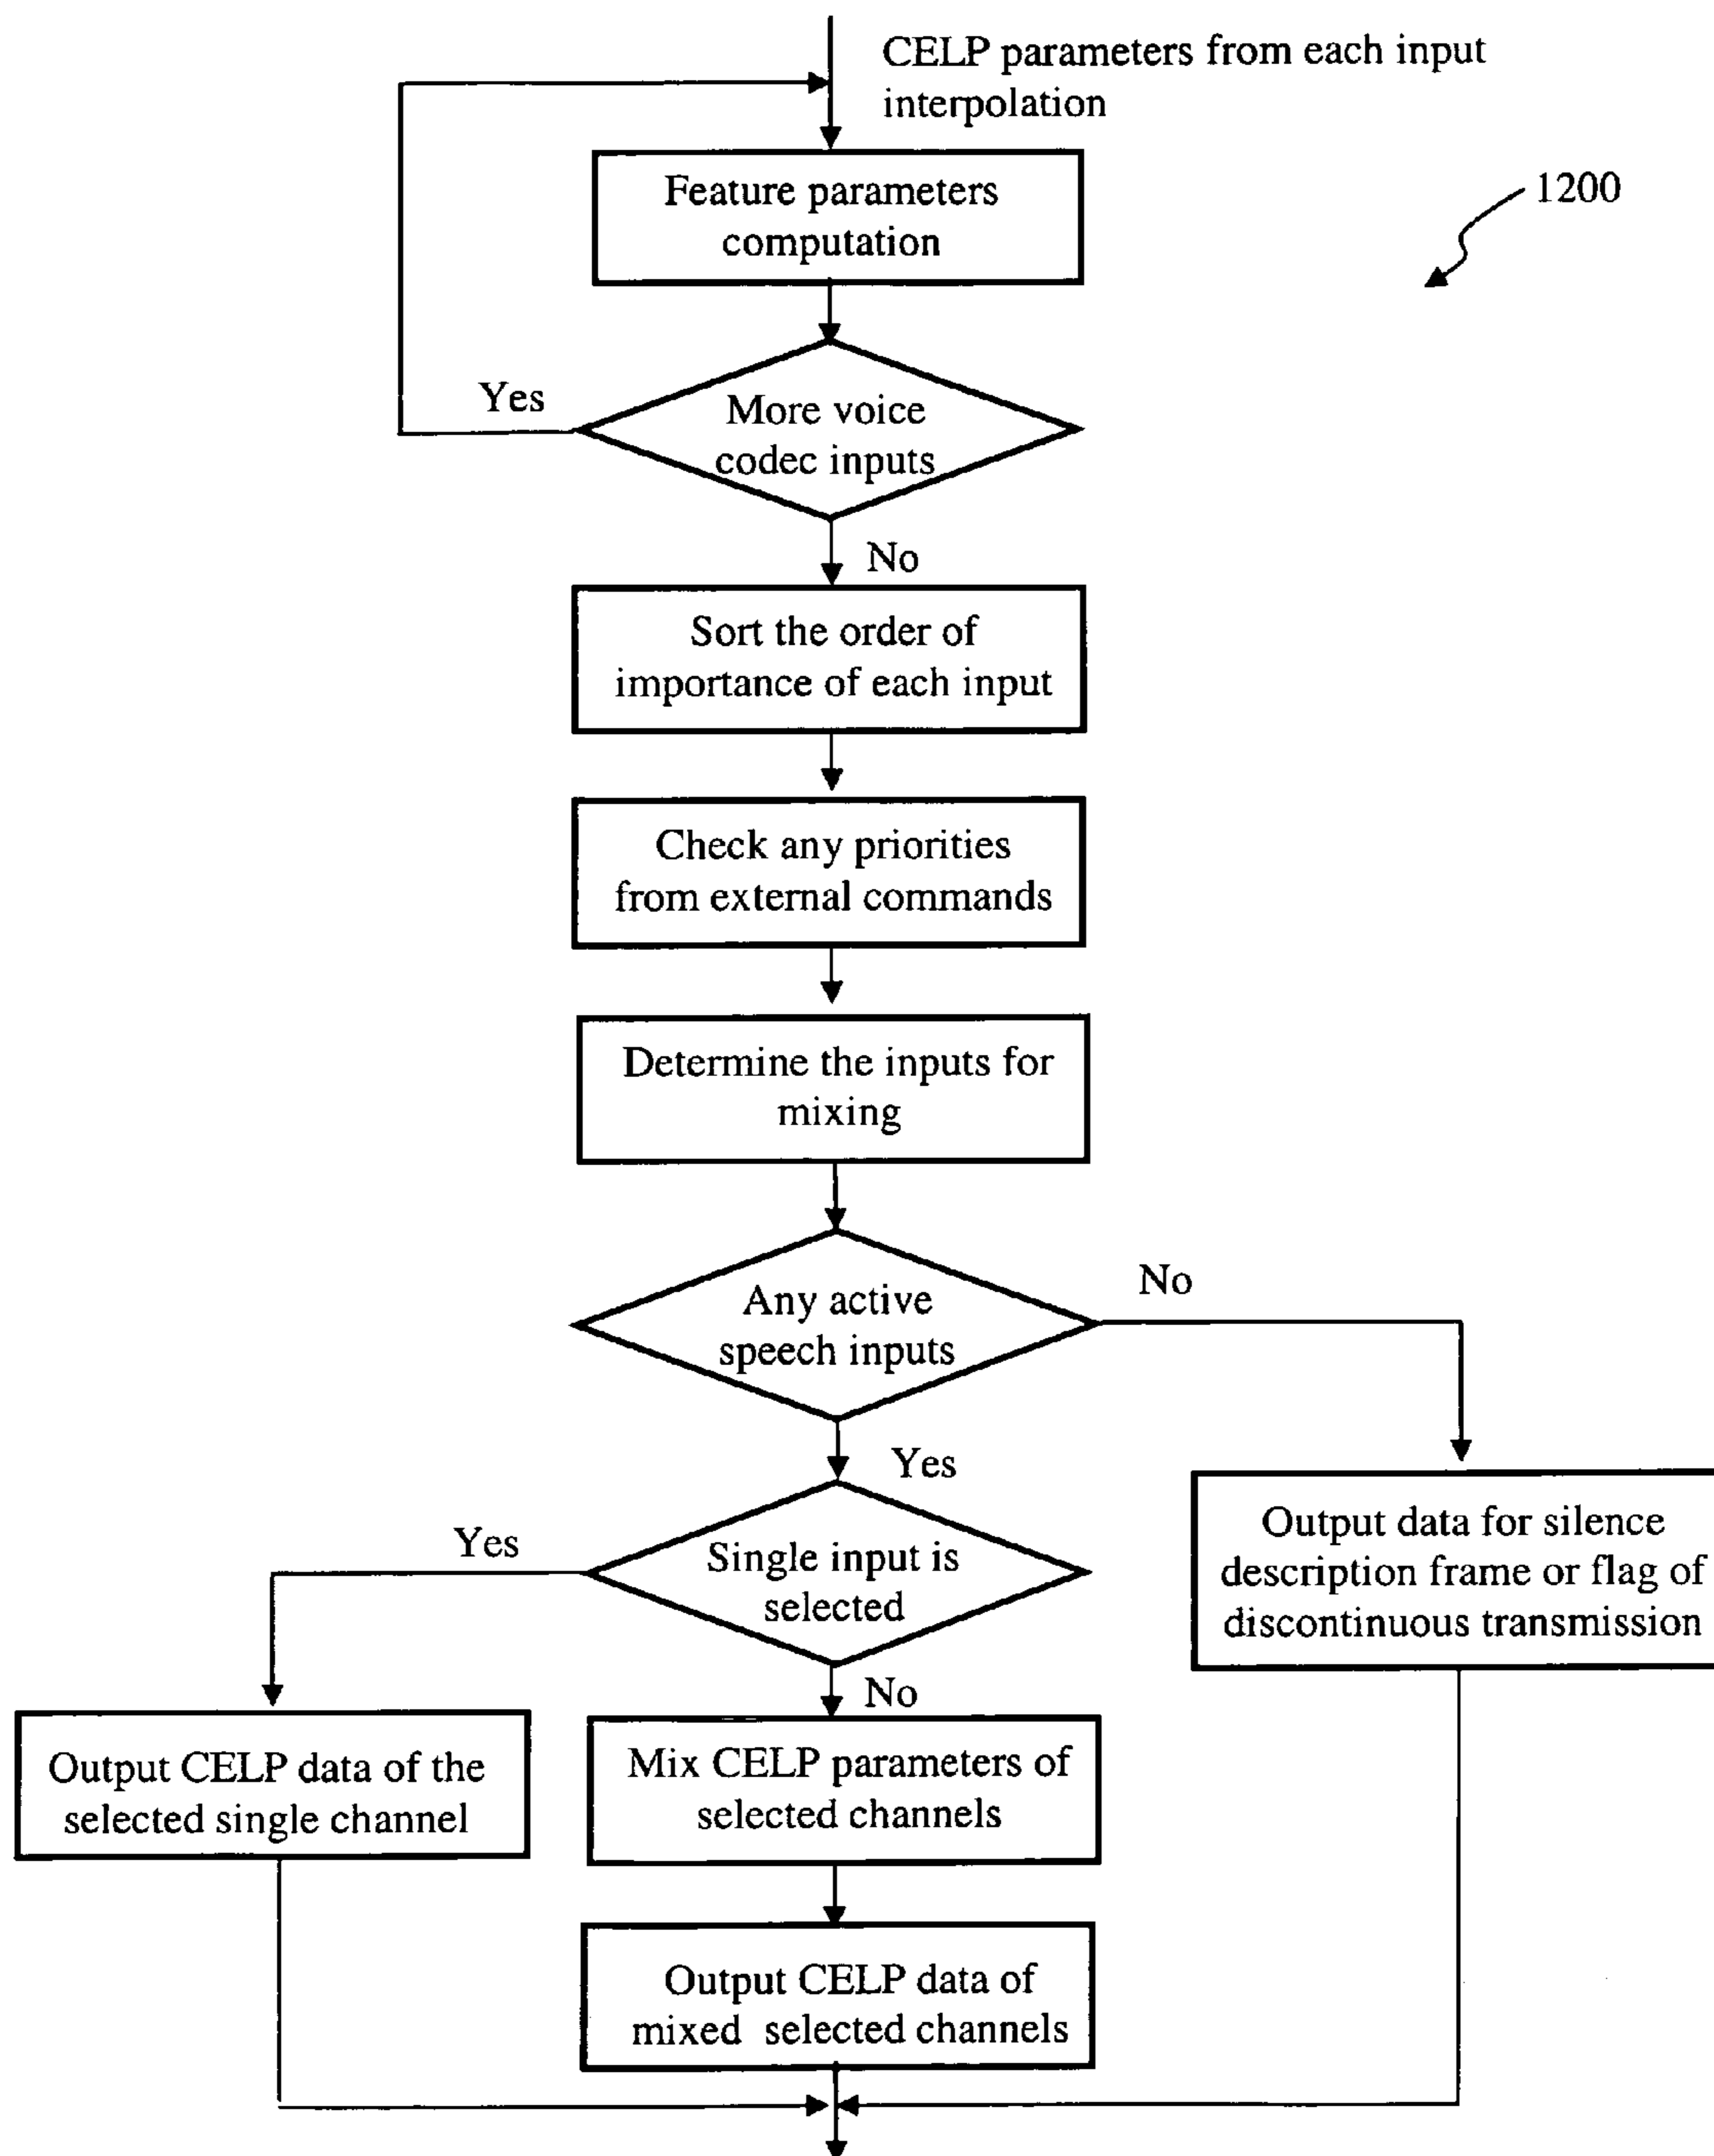 CELP parameters from each input
interpolation
Feature parameters
computation
1200
Yes
More voice
codec inputs
No
Sort the order of
importance of each input
Check any priorities
from external commands
Determine the inputs for
mixing
No
Any active
speech inputs
Yes
Yes
Single input is
selected
Output data for silence
description frame or flag of
discontinuous transmission
No
Output CELP data of the
selected single channel
Mix CELP parameters of
selected channels
Output CELP data of
mixed selected channels